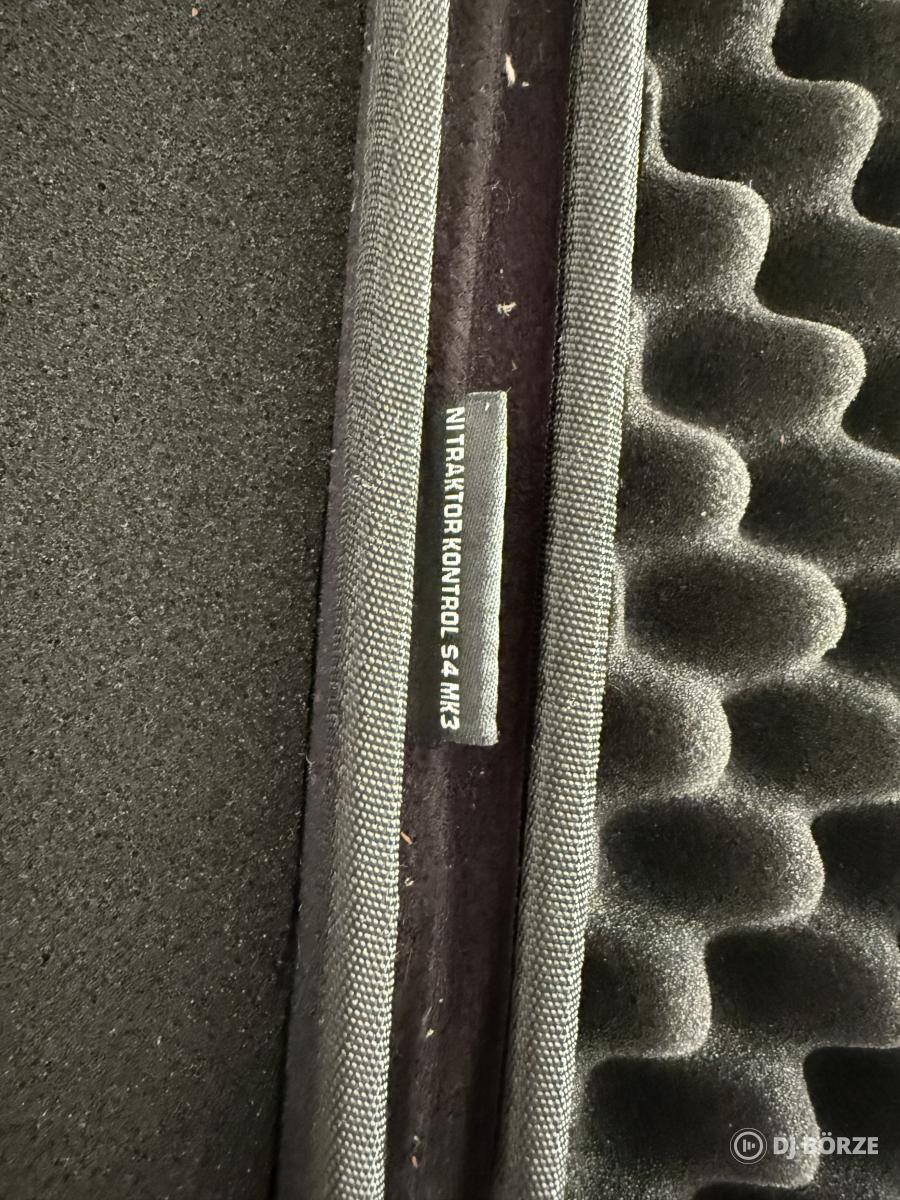 NI TRAKTOR KONTROL S4 MK3
DJ BÖRZE